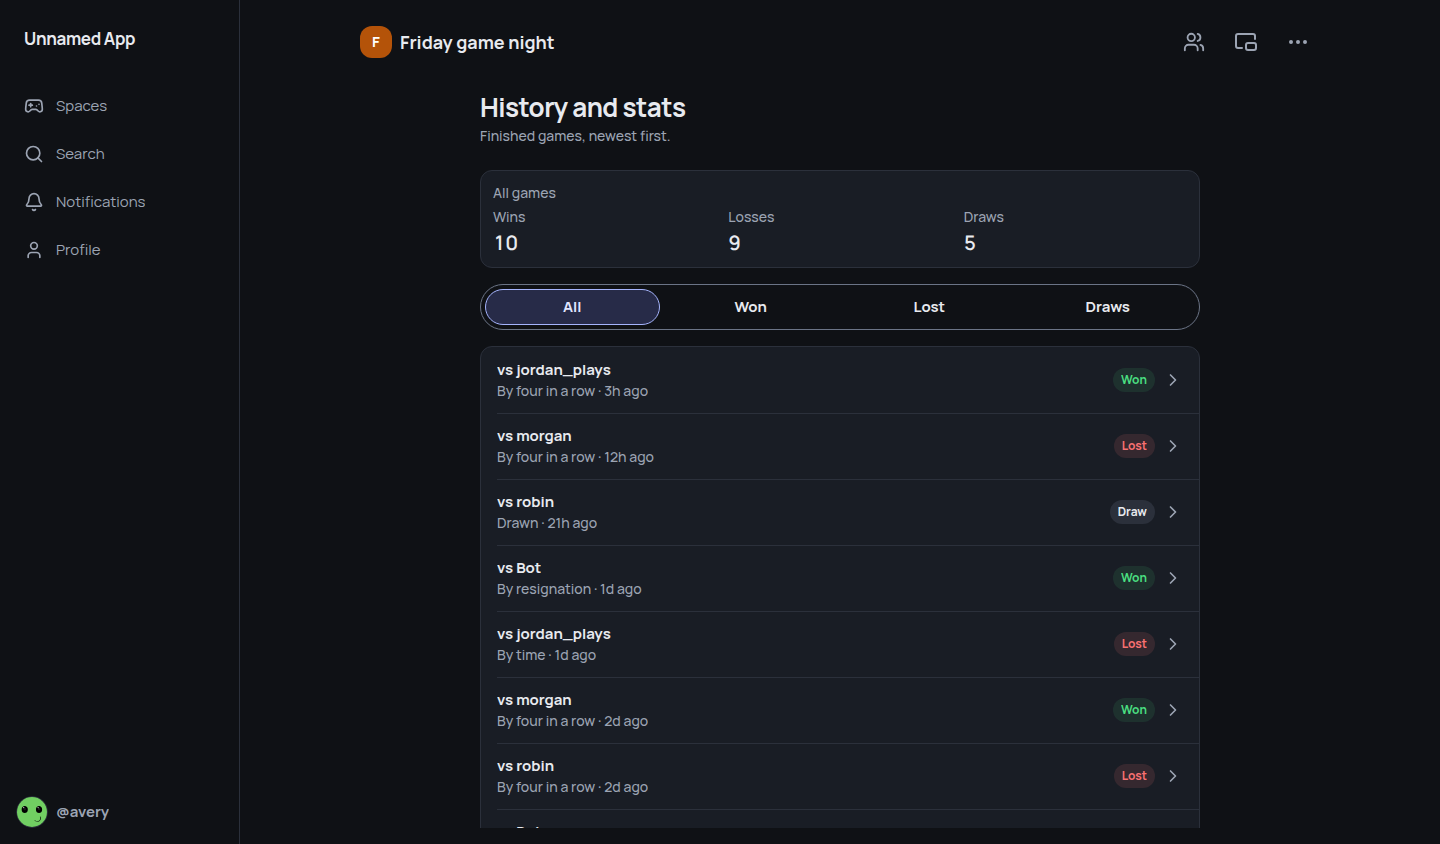 Unnamed App
Spaces
Search
Notifications
Profile
@avery
F Friday game night
History and stats
Finished games, newest first.
All games
Wins Losses Draws
10 9 5
All Won Lost Draws
vs jordan_plays
By four in a row · 3h ago
Won
vs morgan
By four in a row · 12h ago
Lost
vs robin
Drawn · 21h ago
Draw
vs Bot
By resignation · 1d ago
Won
vs jordan_plays
By time · 1d ago
Lost
vs morgan
By four in a row · 2d ago
Won
vs robin
By four in a row · 2d ago
Lost